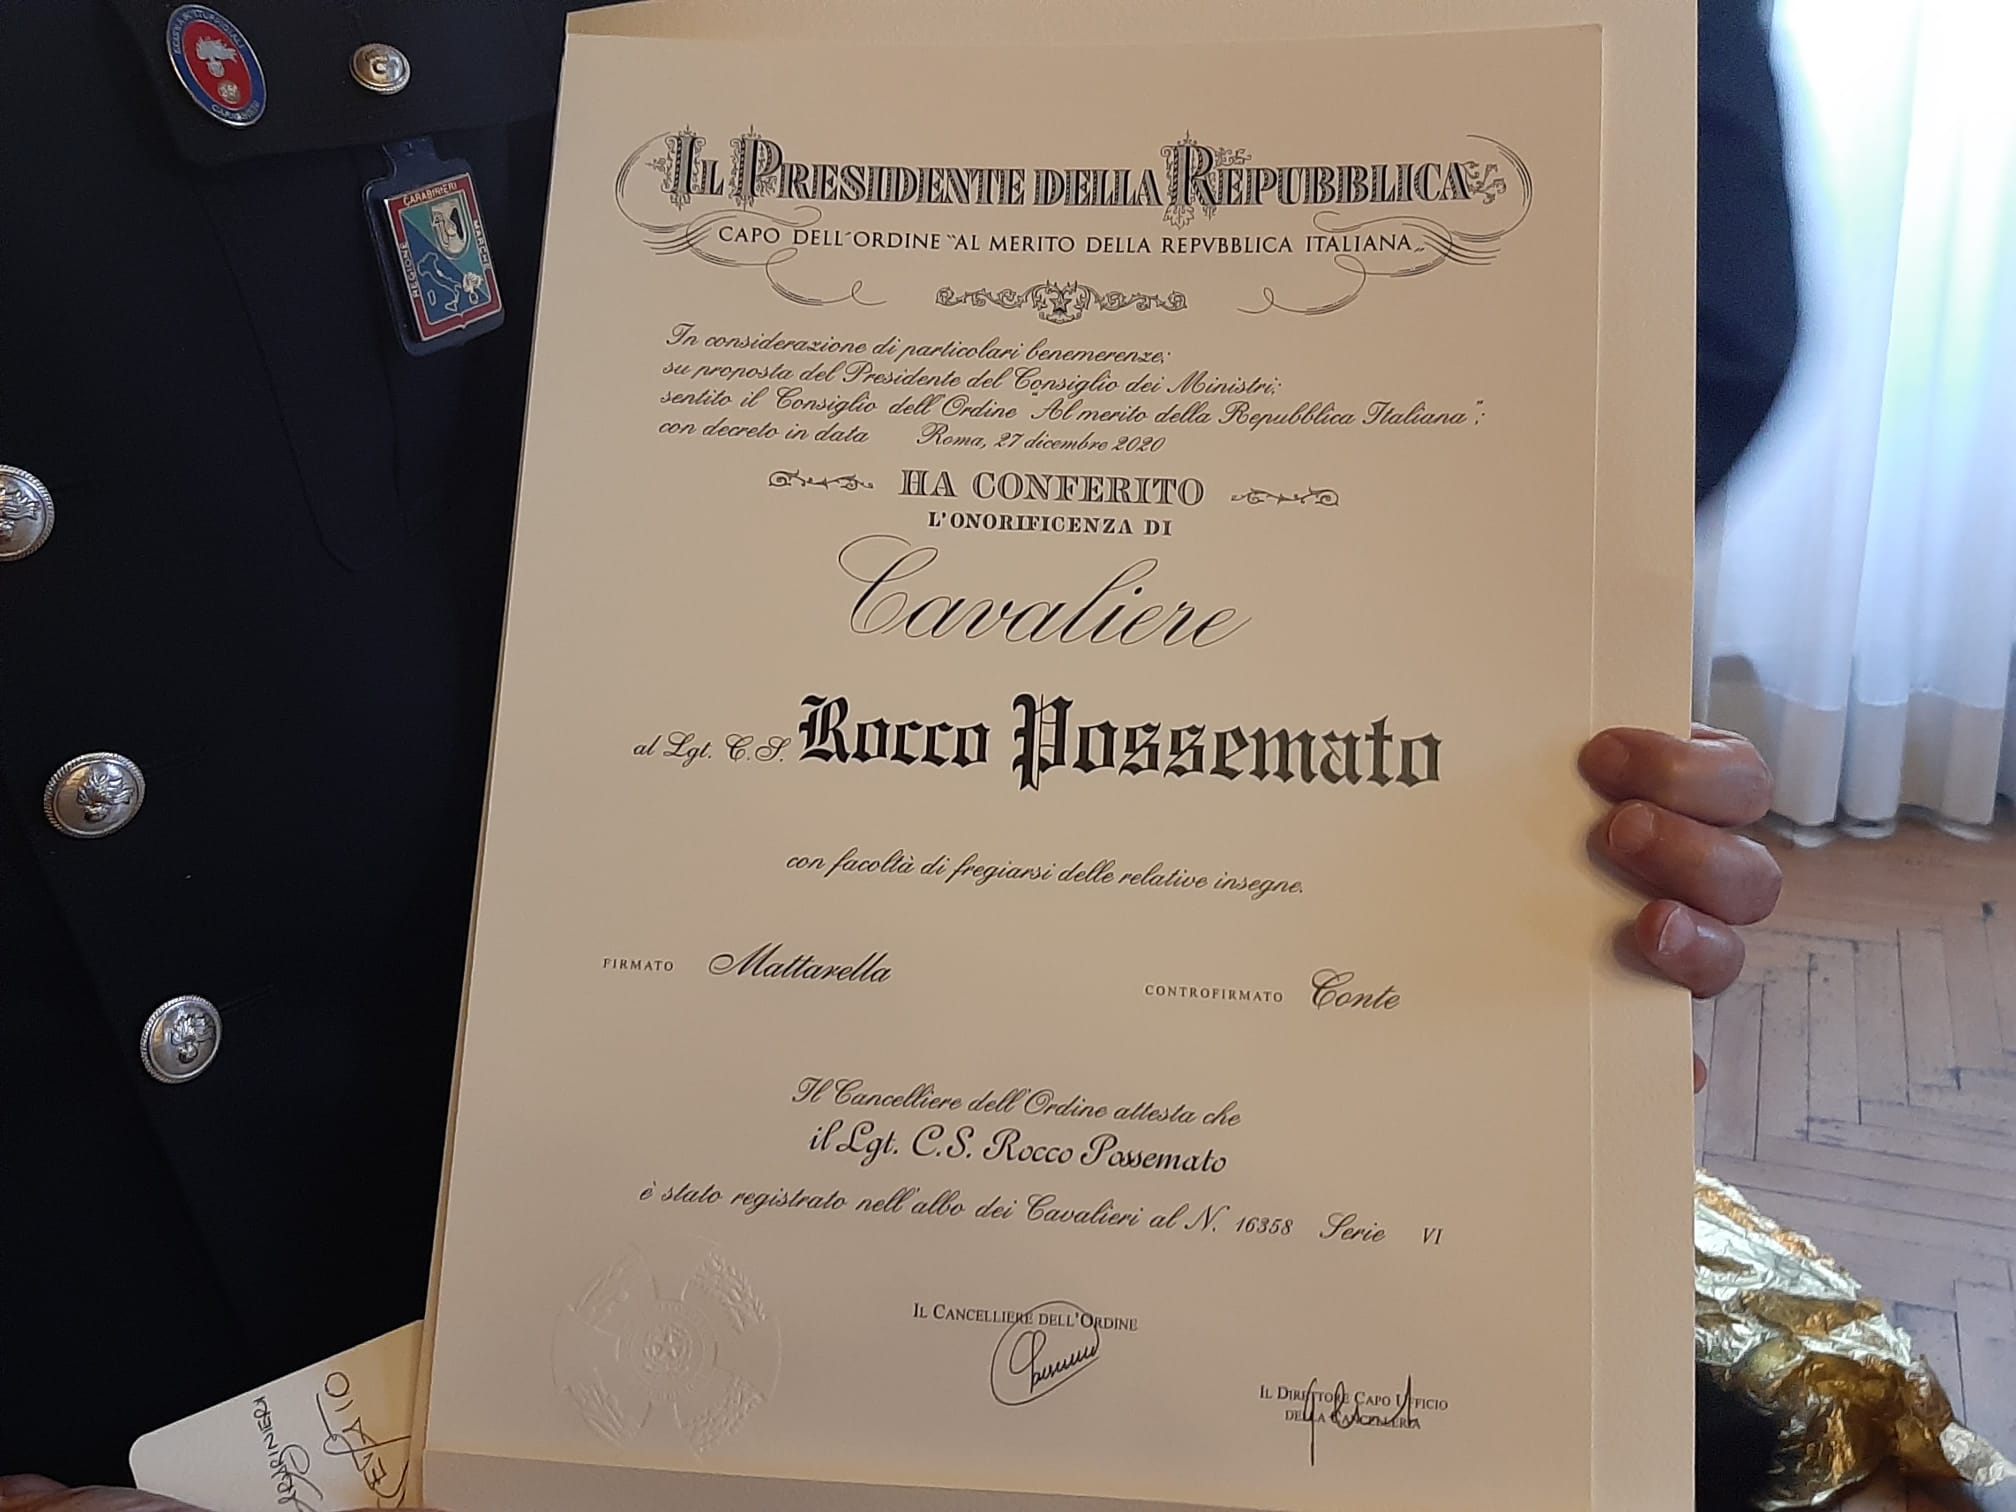 SCUOLA SOTTUFFICIALI
CARABINIERI
CARABINIERI
REGIONE
MARCHE
IL PRESIDENTE DELLA REPUBBLICA
CAPO DELL'ORDINE "AL MERITO DELLA REPVBBLICA ITALIANA"
In considerazione di particolari benemerenze;
su proposta del Presidente del Consiglio dei Ministri;
sentito il Consiglio dell'Ordine "Al merito della Repubblica Italiana";
con decreto in data Roma, 27 dicembre 2020
HA CONFERITO
L'ONORIFICENZA DI
Cavaliere
al Lgt. C.S. Rocco Possemato
con facoltà di fregiarsi delle relative insegne.
FIRMATO Mattarella
CONTROFIRMATO Conte
Il Cancelliere dell'Ordine attesta che
il Lgt. C.S. Rocco Possemato
è stato registrato nell'albo dei Cavalieri al N. 16358 Serie VI
IL CANCELLIERE DELL'ORDINE
IL DIRETTORE CAPO UFFICIO
DELLA CANCELLERIA